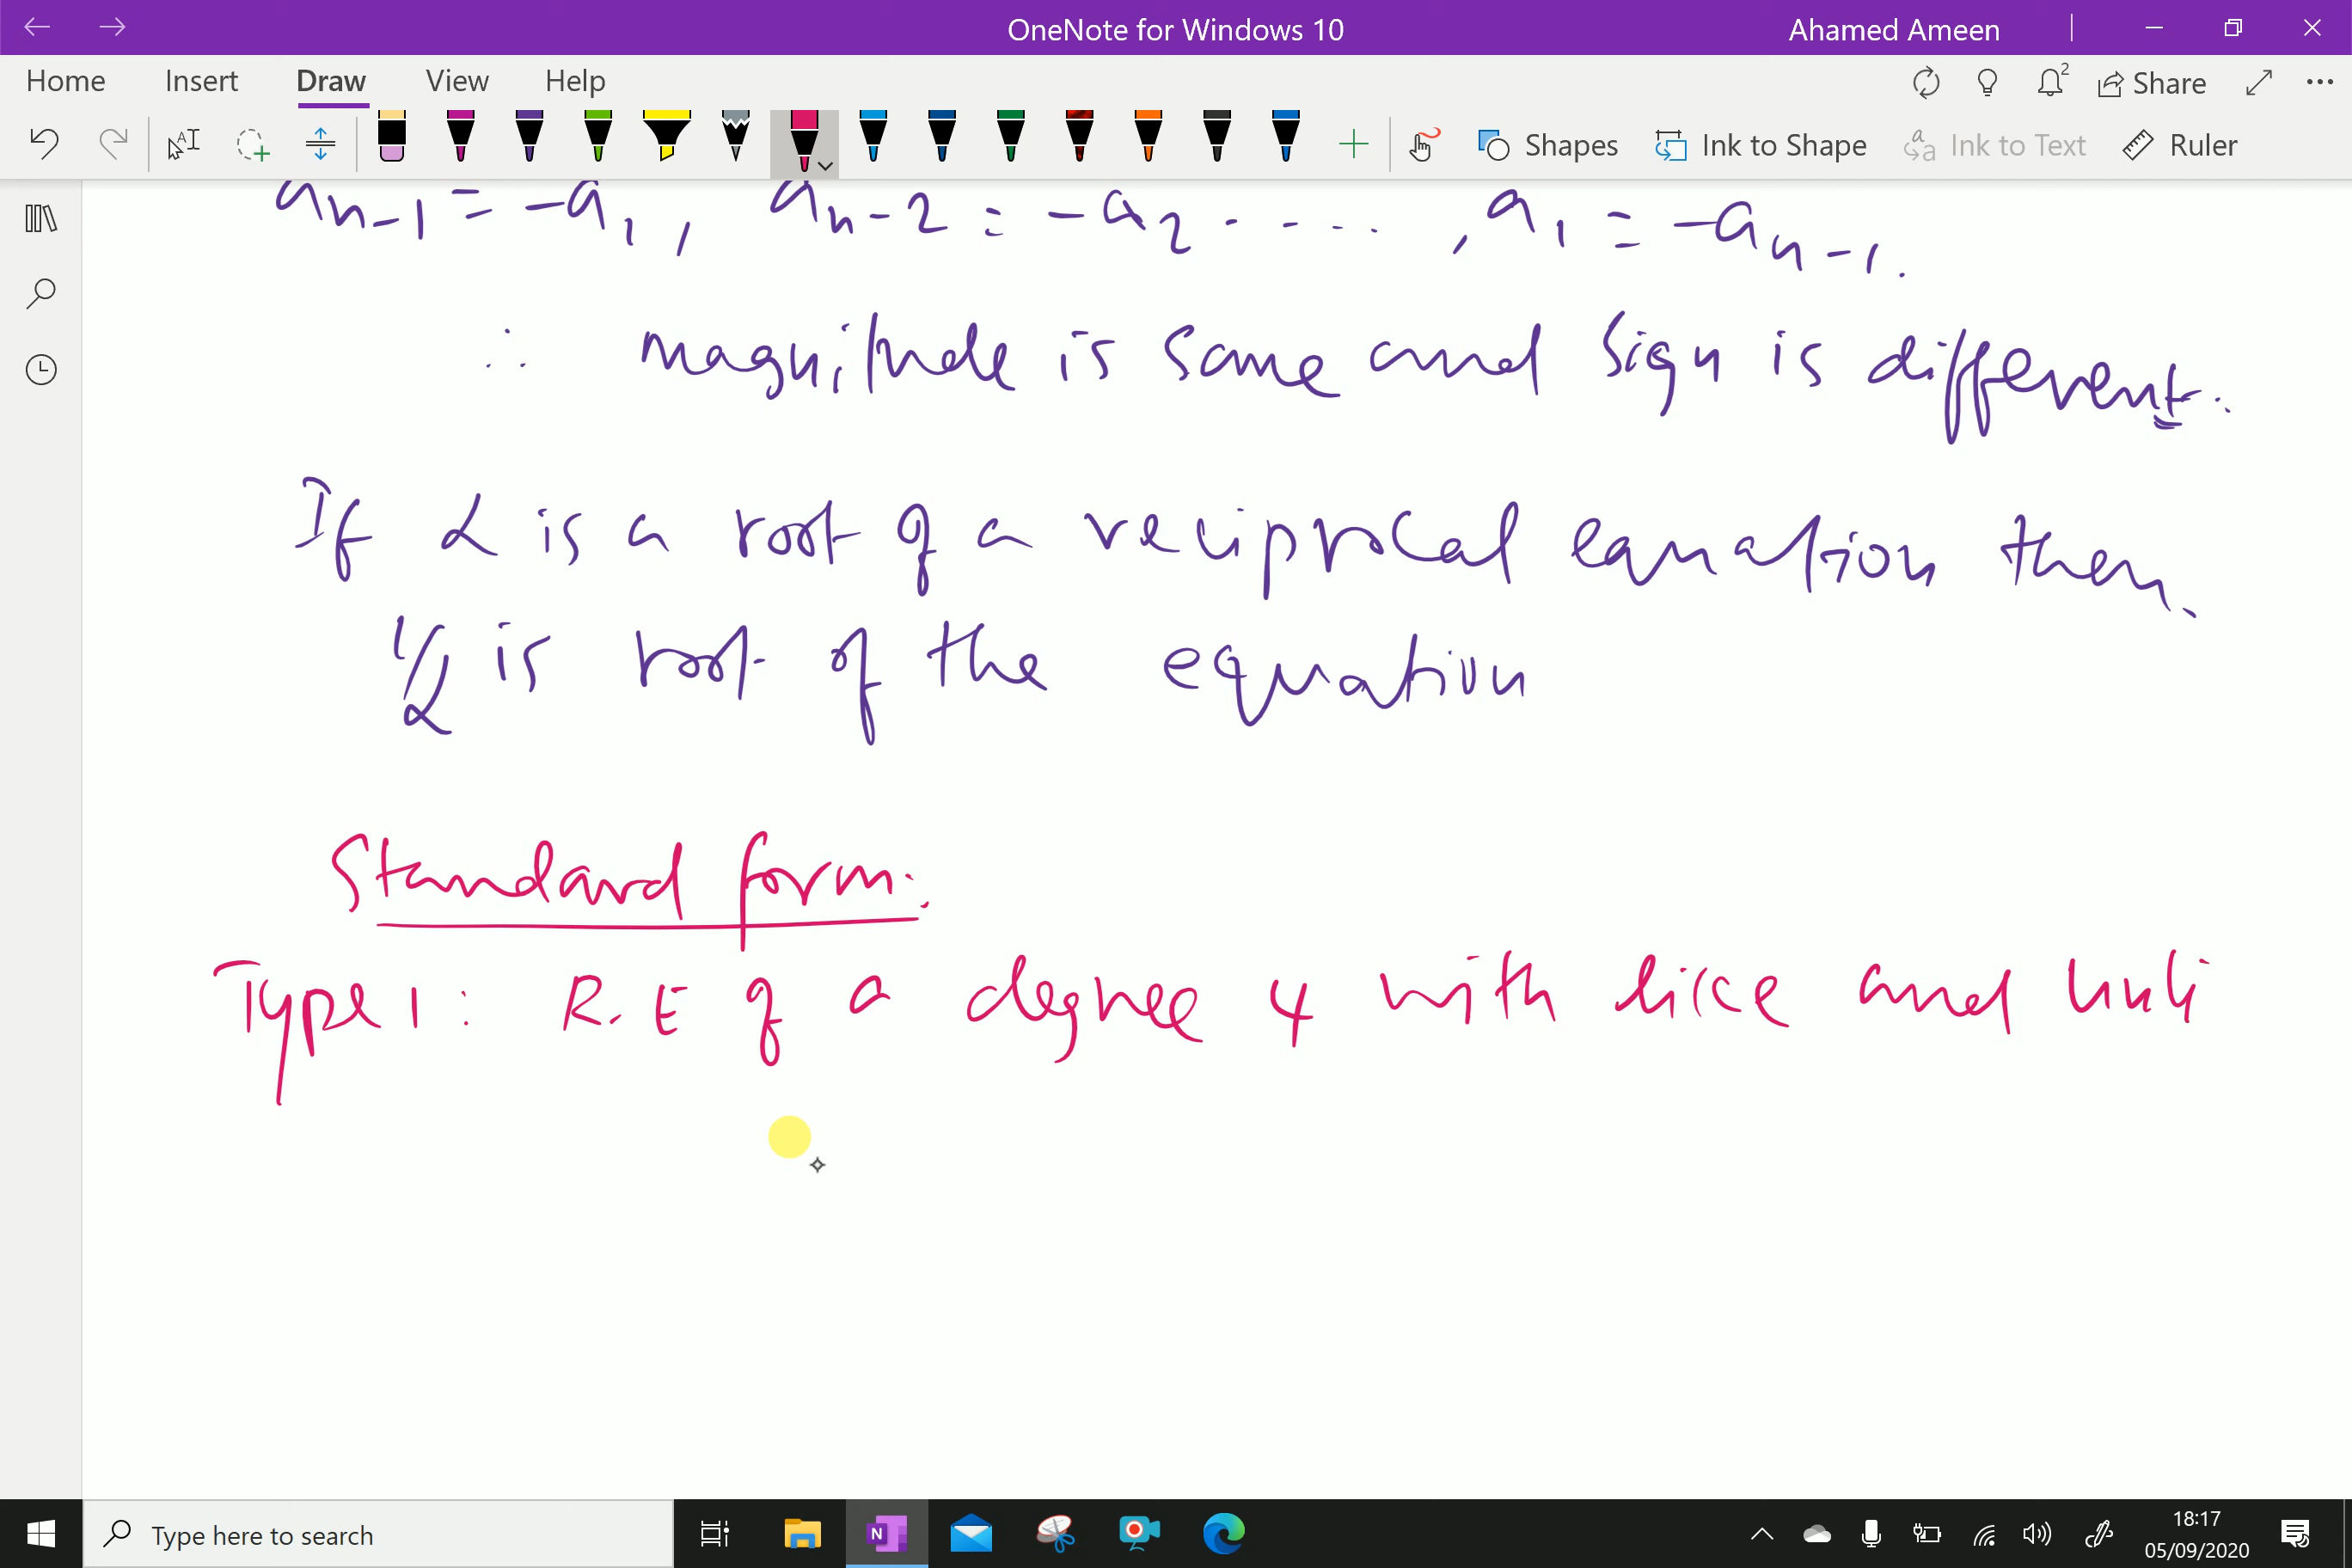 OneNote for Windows 10
Ahamed Ameen
Home Insert Draw View Help
2 Share
Shapes Ink to Shape Ink to Text Ruler
aₙ₋₁ = -a₁, aₙ₋₂ = -a₂ - - - . . . , a₁ = -aₙ₋₁.
∴ magnitude is same and sign is different.
If α is a root of a reciprocal equation then,
1/α is root of the equation
Standard form:
Type 1: R.E of a degree 4 with like and unli
Type here to search
18:17
05/09/2020